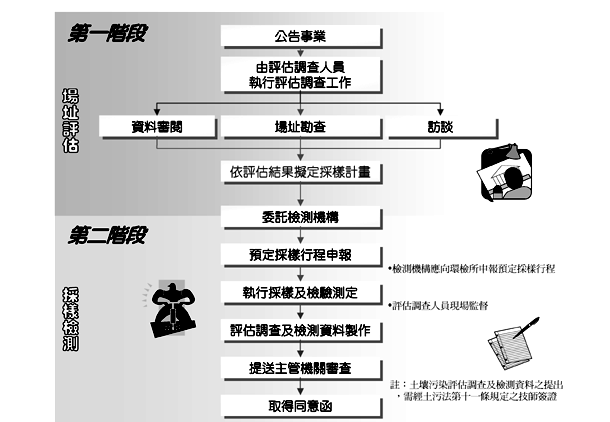 第一階段
場址評估
公告事業
由評估調查人員
執行評估調查工作
資料審閱
場址勘查
訪談
依評估結果擬定採樣計畫
第二階段
採樣檢測
委託檢測機構
預定採樣行程申報
•檢測機構應向環檢所申報預定採樣行程
執行採樣及檢驗測定
•評估調查人員現場監督
評估調查及檢測資料製作
提送主管機關審查
取得同意函
註：土壤污染評估調查及檢測資料之提出
，需經土污法第十一條規定之技師簽證